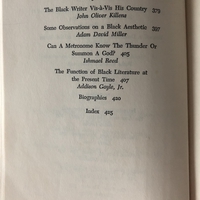 The Black Writer Vis-à-Vis His Country 379
John Oliver Killens
Some Observations on a Black Aesthetic 397
Adam David Miller
Can A Metronome Know The Thunder Or
Summon A God? 405
Ishmael Reed
The Function of Black Literature at
the Present Time 407
Addison Gayle, Jr.
Biographies 420
Index 425